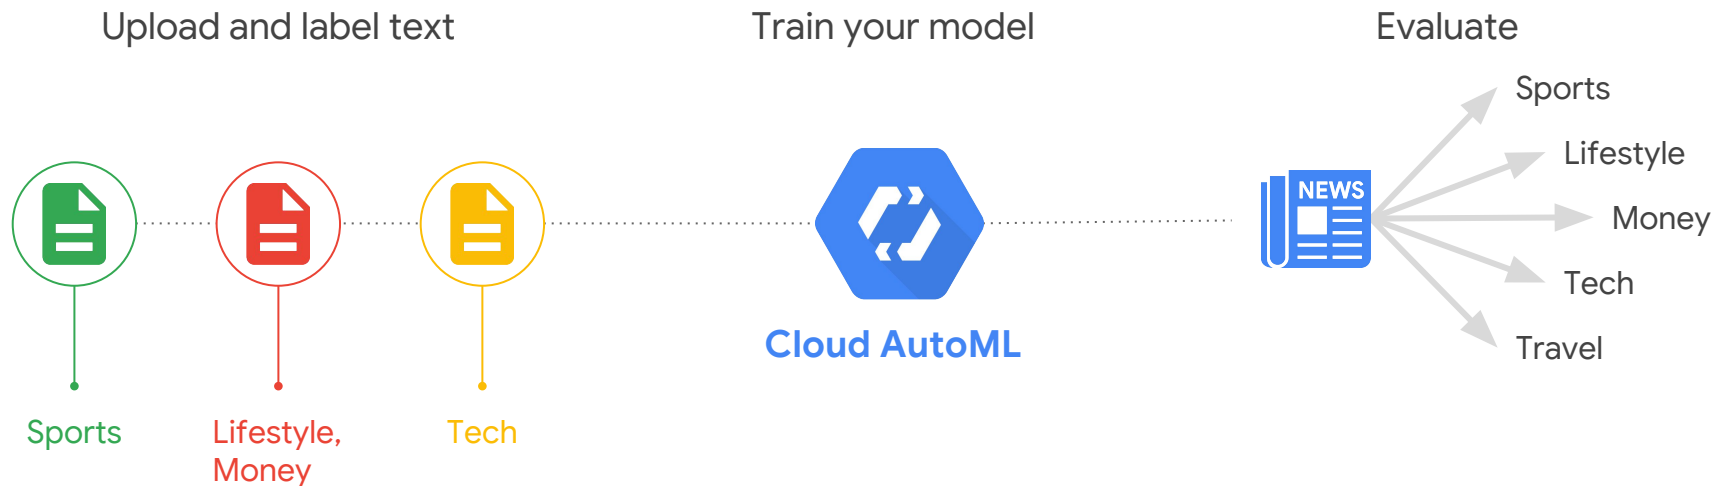 Upload and label text
Train your model
Evaluate
Sports
Lifestyle,
Money
Tech
Cloud AutoML
NEWS
Sports
Lifestyle
Money
Tech
Travel